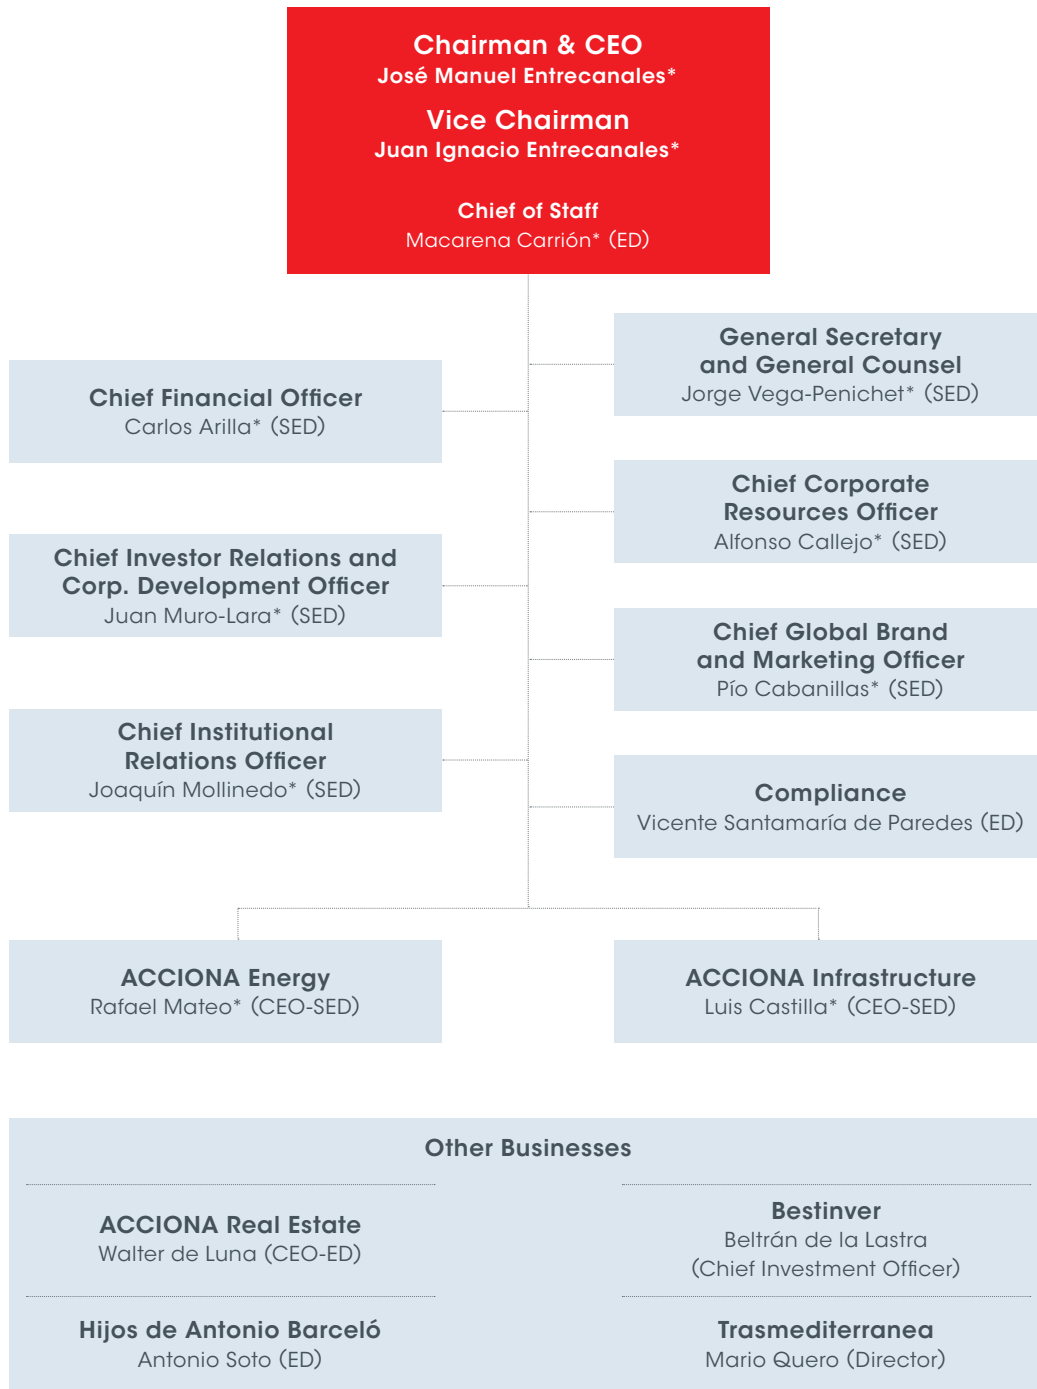 Chairman & CEO
José Manuel Entrecanales*
Vice Chairman
Juan Ignacio Entrecanales*
Chief of Staff
Macarena Carrión* (ED)
General Secretary
and General Counsel
Jorge Vega-Penichet* (SED)
Chief Financial Officer
Carlos Arilla* (SED)
Chief Corporate
Resources Officer
Alfonso Callejo* (SED)
Chief Investor Relations and
Corp. Development Officer
Juan Muro-Lara* (SED)
Chief Global Brand
and Marketing Officer
Pío Cabanillas* (SED)
Chief Institutional
Relations Officer
Joaquín Mollinedo* (SED)
Compliance
Vicente Santamaría de Paredes (ED)
ACCIONA Energy
Rafael Mateo* (CEO-SED)
ACCIONA Infrastructure
Luis Castilla* (CEO-SED)
Other Businesses
ACCIONA Real Estate
Walter de Luna (CEO-ED)
Bestinver
Beltrán de la Lastra
(Chief Investment Officer)
Hijos de Antonio Barceló
Antonio Soto (ED)
Trasmediterranea
Mario Quero (Director)